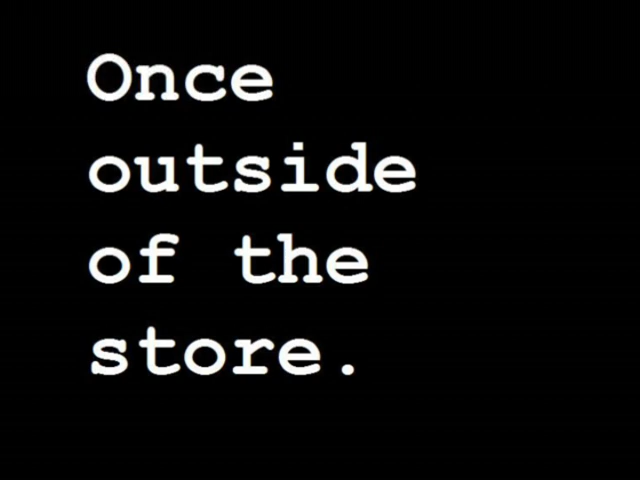 Once
outside
of the
store.